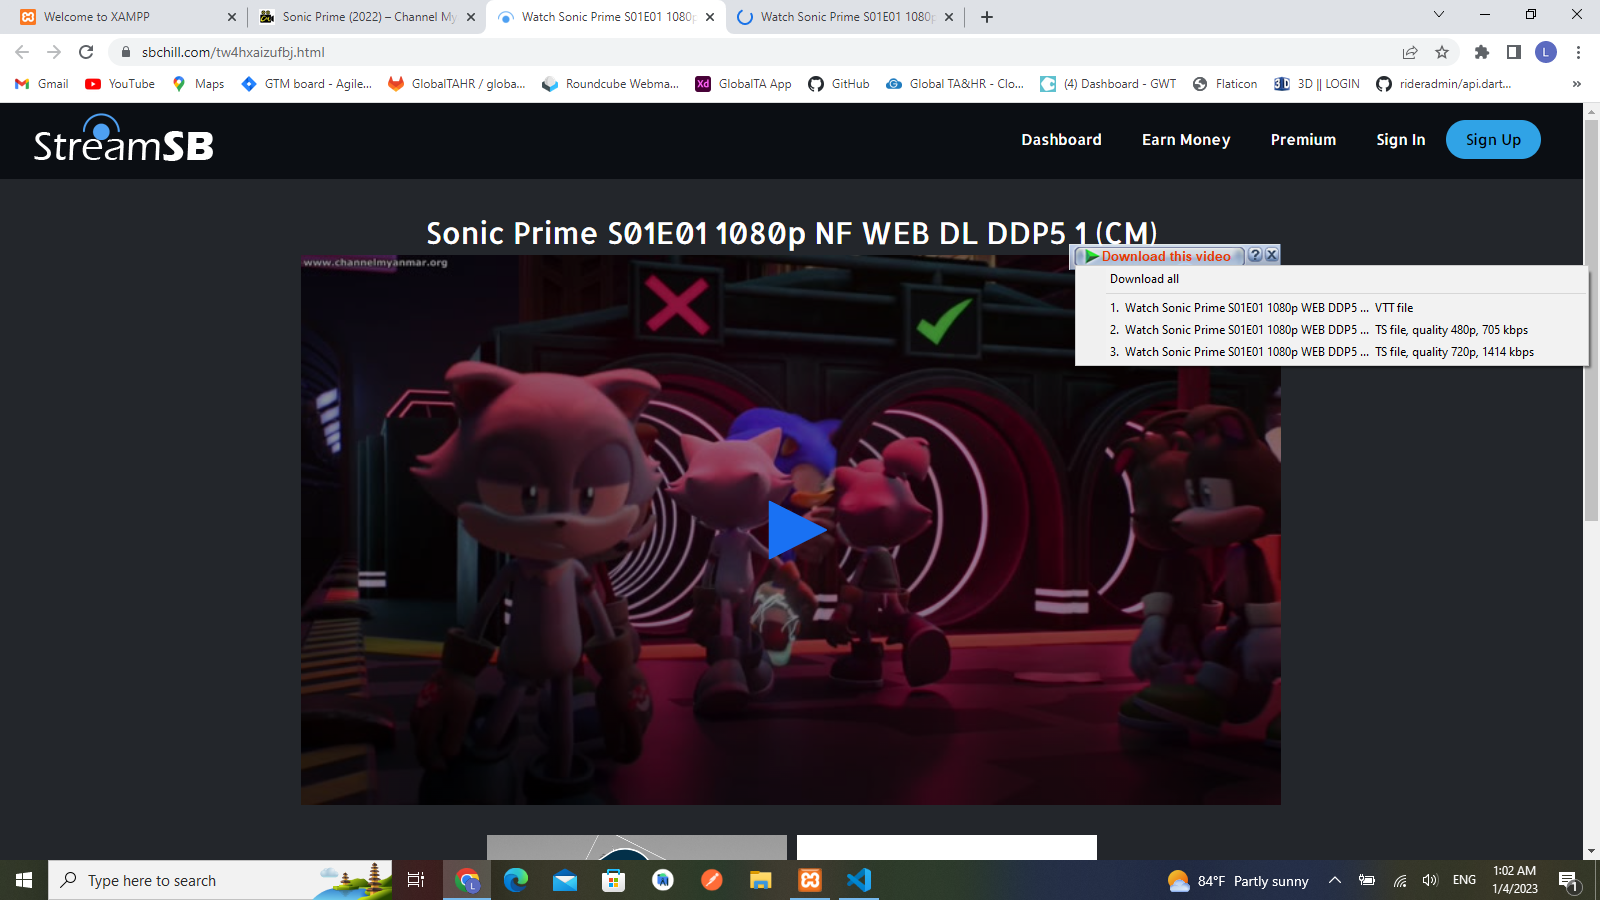 Welcome to XAMPP
Sonic Prime (2022) – Channel My
Watch Sonic Prime S01E01 1080p
Watch Sonic Prime S01E01 1080p
sbchill.com/tw4hxaizufbj.html
L
Gmail
YouTube
Maps
GTM board - Agile...
GlobalTAHR / globa...
Roundcube Webma...
Xd
GlobalTA App
GitHub
Global TA&HR - Clo...
(4) Dashboard - GWT
Flaticon
3D
3D || LOGIN
rideradmin/api.dart...
»
StreamSB
Dashboard
Earn Money
Premium
Sign In
Sign Up
Sonic Prime S01E01 1080p NF WEB DL DDP5 1 (CM)
www.channelmyanmar.org
Download this video
?
Download all
1. Watch Sonic Prime S01E01 1080p WEB DDP5 ... VTT file
2. Watch Sonic Prime S01E01 1080p WEB DDP5 ... TS file, quality 480p, 705 kbps
3. Watch Sonic Prime S01E01 1080p WEB DDP5 ... TS file, quality 720p, 1414 kbps
Type here to search
L
84°F Partly sunny
ENG
1:02 AM
1/4/2023
1